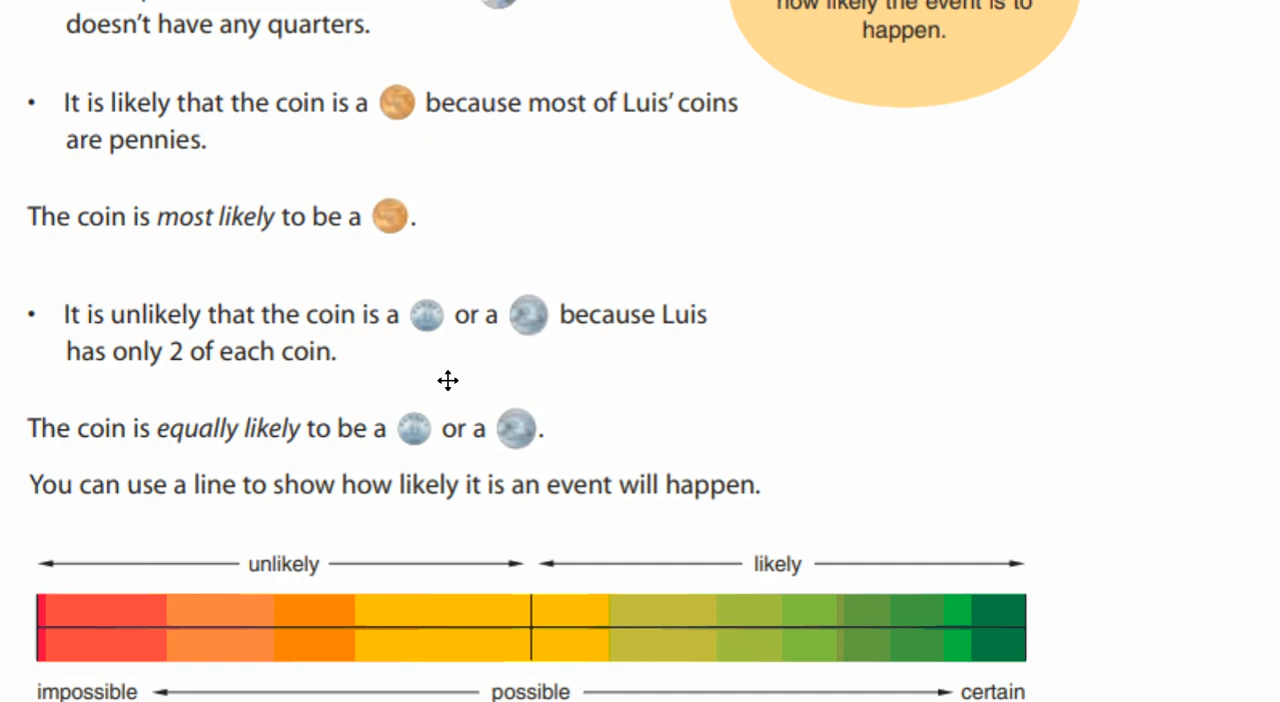 how likely the event is to
happen.
doesn’t have any quarters.
• It is likely that the coin is a because most of Luis’ coins
are pennies.
The coin is most likely to be a .
• It is unlikely that the coin is a or a because Luis
has only 2 of each coin.
The coin is equally likely to be a or a .
You can use a line to show how likely it is an event will happen.
unlikely likely
impossible possible certain